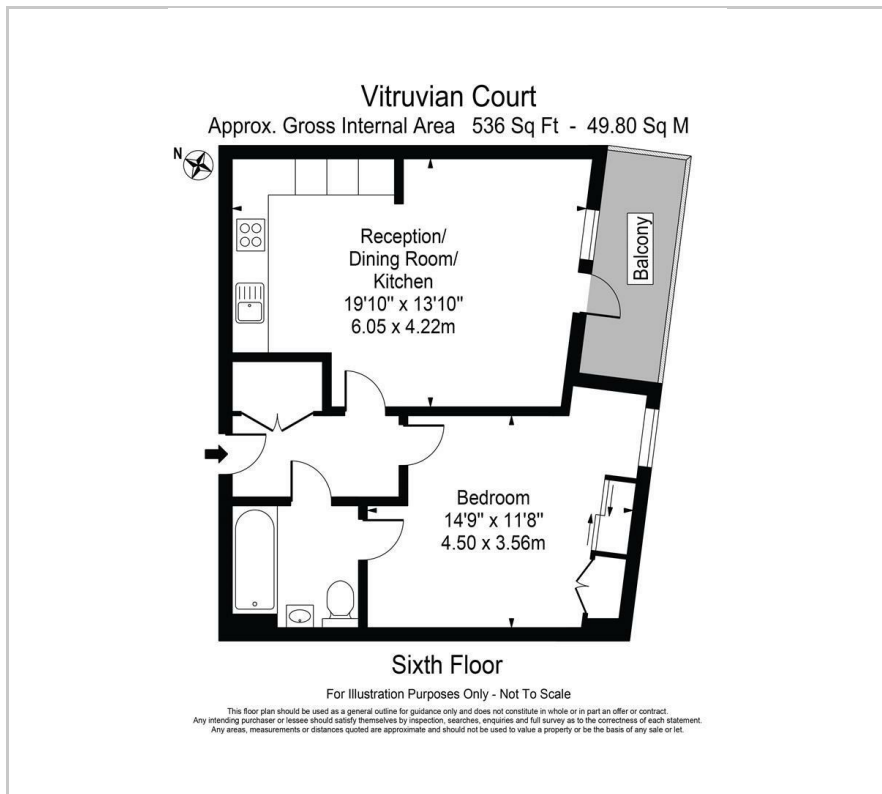 Vitruvian Court
Approx. Gross Internal Area 536 Sq Ft - 49.80 Sq M
N
Reception/
Dining Room/
Kitchen
19'10" x 13'10"
6.05 x 4.22m
Balcony
Bedroom
14'9" x 11'8"
4.50 x 3.56m
Sixth Floor
For Illustration Purposes Only - Not To Scale
This floor plan should be used as a general outline for guidance only and does not constitute in whole or in part an offer or contract.
Any intending purchaser or lessee should satisfy themselves by inspection, searches, enquiries and full survey as to the correctness of each statement.
Any areas, measurements or distances quoted are approximate and should not be used to value a property or be the basis of any sale or let.